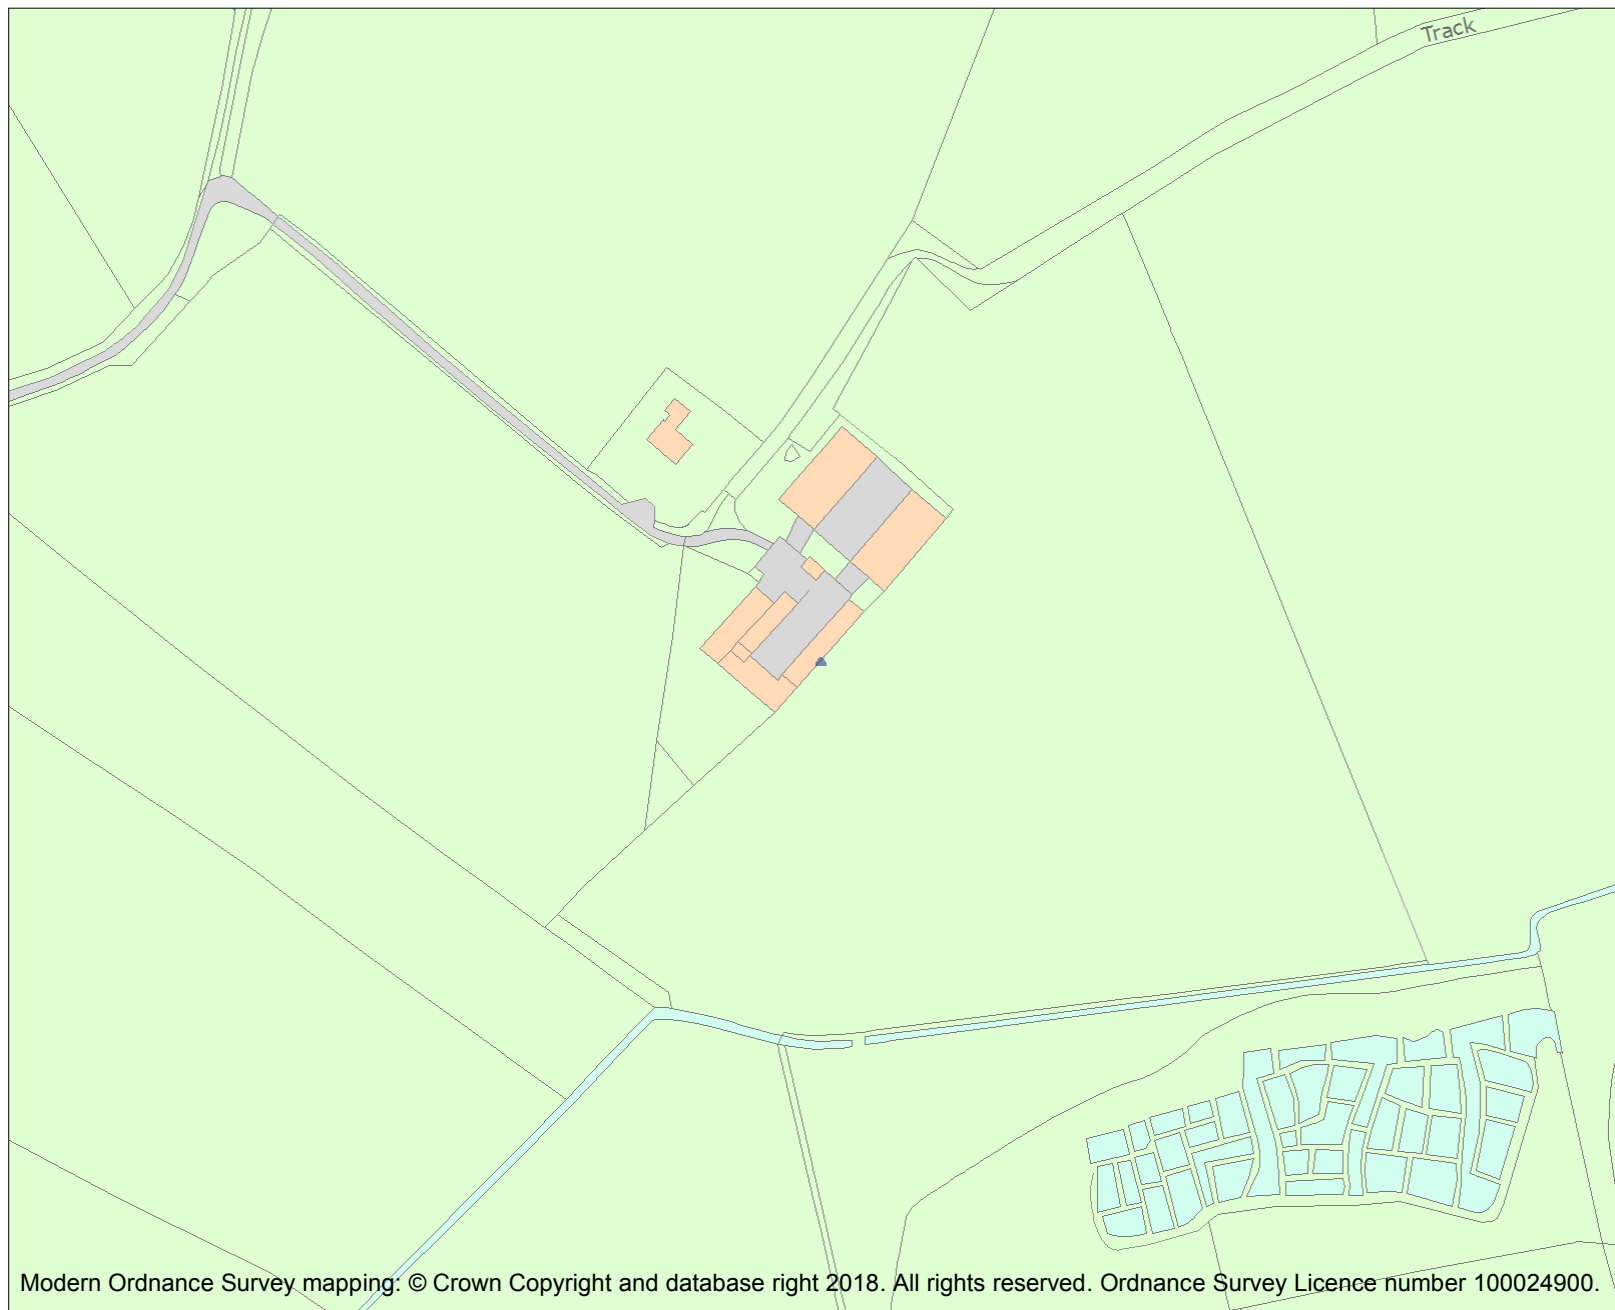 Track
Modern Ordnance Survey mapping: © Crown Copyright and database right 2018. All rights reserved. Ordnance Survey Licence number 100024900.